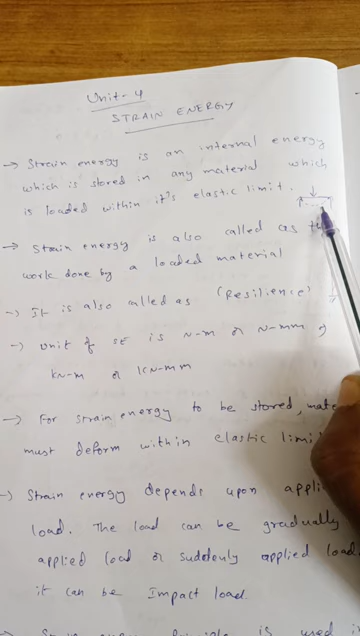 Unit-4
STRAIN ENERGY
→ Strain energy is an internal energy
which is stored in any material which
is loaded within it's elastic limit.
→ Strain energy is also called as
work done by a loaded material
→ It is also called as (Resilience)
→ Unit of SE is N-m or N-mm or
KN-m or KN-mm
→ For strain energy to be stored,
must deform within elastic
→ Strain energy depends upon
load. The load can be gradually
applied load or suddenly applied load.
it can be Impact load
is used